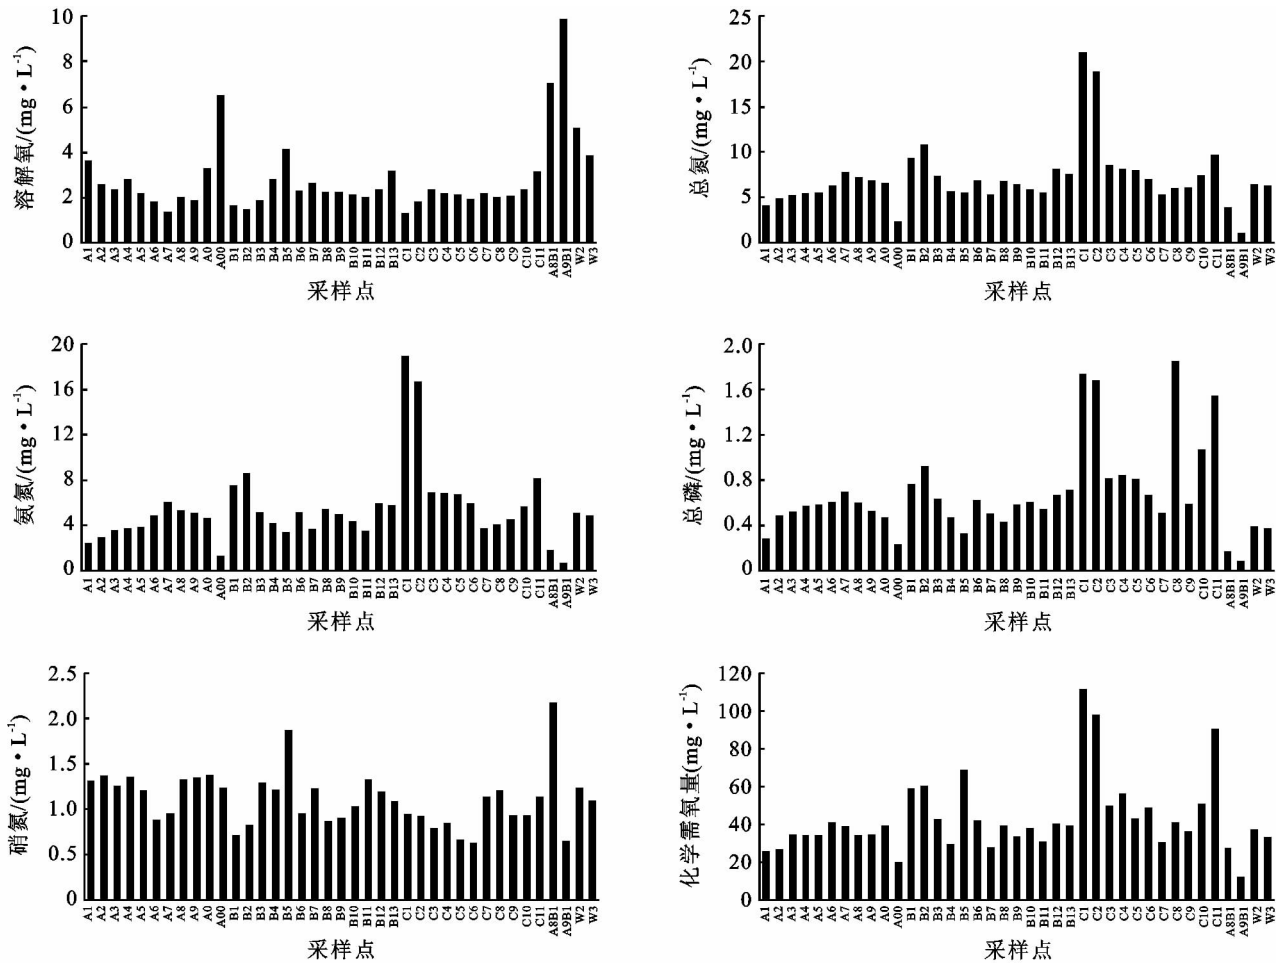 溶解氧/(mg·L⁻¹)
10
8
6
4
2
0
A1 A2 A3 A4 A5 A6 A7 A8 A9 A0 A00 B1 B2 B3 B4 B5 B6 B7 B8 B9 B10 B11 B12 B13 C1 C2 C3 C4 C5 C6 C7 C8 C9 C10 C11 A8B1 A9B1 W2 W3
采样点
总氮/(mg·L⁻¹)
25
20
15
10
5
0
A1 A2 A3 A4 A5 A6 A7 A8 A9 A0 A00 B1 B2 B3 B4 B5 B6 B7 B8 B9 B10 B11 B12 B13 C1 C2 C3 C4 C5 C6 C7 C8 C9 C10 C11 A8B1 A9B1 W2 W3
采样点
氨氮/(mg·L⁻¹)
20
16
12
8
4
0
A1 A2 A3 A4 A5 A6 A7 A8 A9 A0 A00 B1 B2 B3 B4 B5 B6 B7 B8 B9 B10 B11 B12 B13 C1 C2 C3 C4 C5 C6 C7 C8 C9 C10 C11 A8B1 A9B1 W2 W3
采样点
总磷/(mg·L⁻¹)
2.0
1.6
1.2
0.8
0.4
0
A1 A2 A3 A4 A5 A6 A7 A8 A9 A0 A00 B1 B2 B3 B4 B5 B6 B7 B8 B9 B10 B11 B12 B13 C1 C2 C3 C4 C5 C6 C7 C8 C9 C10 C11 A8B1 A9B1 W2 W3
采样点
硝氮/(mg·L⁻¹)
2.5
2.0
1.5
1.0
0.5
0
A1 A2 A3 A4 A5 A6 A7 A8 A9 A0 A00 B1 B2 B3 B4 B5 B6 B7 B8 B9 B10 B11 B12 B13 C1 C2 C3 C4 C5 C6 C7 C8 C9 C10 C11 A8B1 A9B1 W2 W3
采样点
化学需氧量(mg·L⁻¹)
120
100
80
60
40
20
0
A1 A2 A3 A4 A5 A6 A7 A8 A9 A0 A00 B1 B2 B3 B4 B5 B6 B7 B8 B9 B10 B11 B12 B13 C1 C2 C3 C4 C5 C6 C7 C8 C9 C10 C11 A8B1 A9B1 W2 W3
采样点